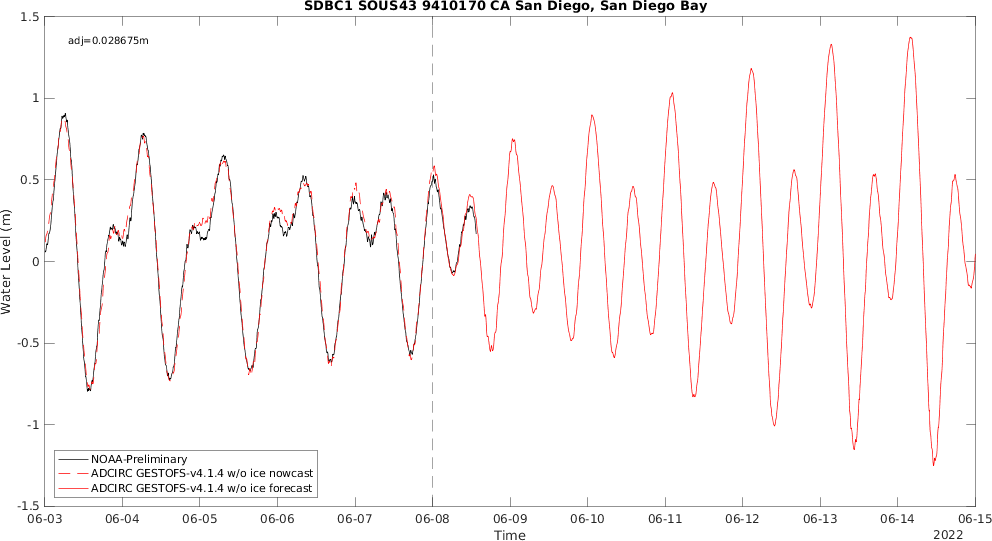 SDBC1 SOUS43 9410170 CA San Diego, San Diego Bay
adj=0.028675m
1.5
1
0.5
0
-0.5
-1
-1.5
Water Level (m)
NOAA-Preliminary
ADCIRC GESTOFS-v4.1.4 w/o ice nowcast
ADCIRC GESTOFS-v4.1.4 w/o ice forecast
06-03 06-04 06-05 06-06 06-07 06-08 06-09 06-10 06-11 06-12 06-13 06-14 06-15
Time
2022